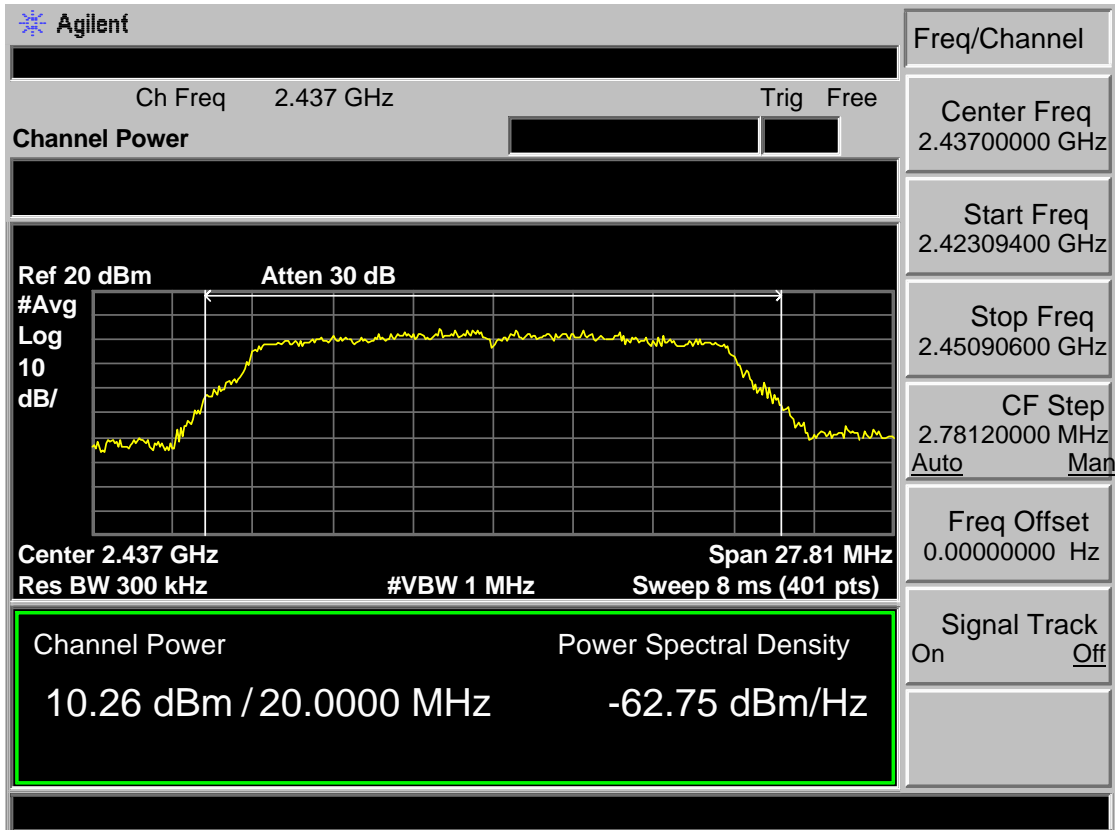 Agilent
Ch Freq 2.437 GHz Trig Free
Channel Power
Ref 20 dBm Atten 30 dB
#Avg
Log
10
dB/
Center 2.437 GHz Span 27.81 MHz
Res BW 300 kHz #VBW 1 MHz Sweep 8 ms (401 pts)
Channel Power Power Spectral Density
10.26 dBm / 20.0000 MHz -62.75 dBm/Hz
Freq/Channel
Center Freq
2.43700000 GHz
Start Freq
2.42309400 GHz
Stop Freq
2.45090600 GHz
CF Step
2.78120000 MHz
Auto Man
Freq Offset
0.00000000 Hz
Signal Track
On Off